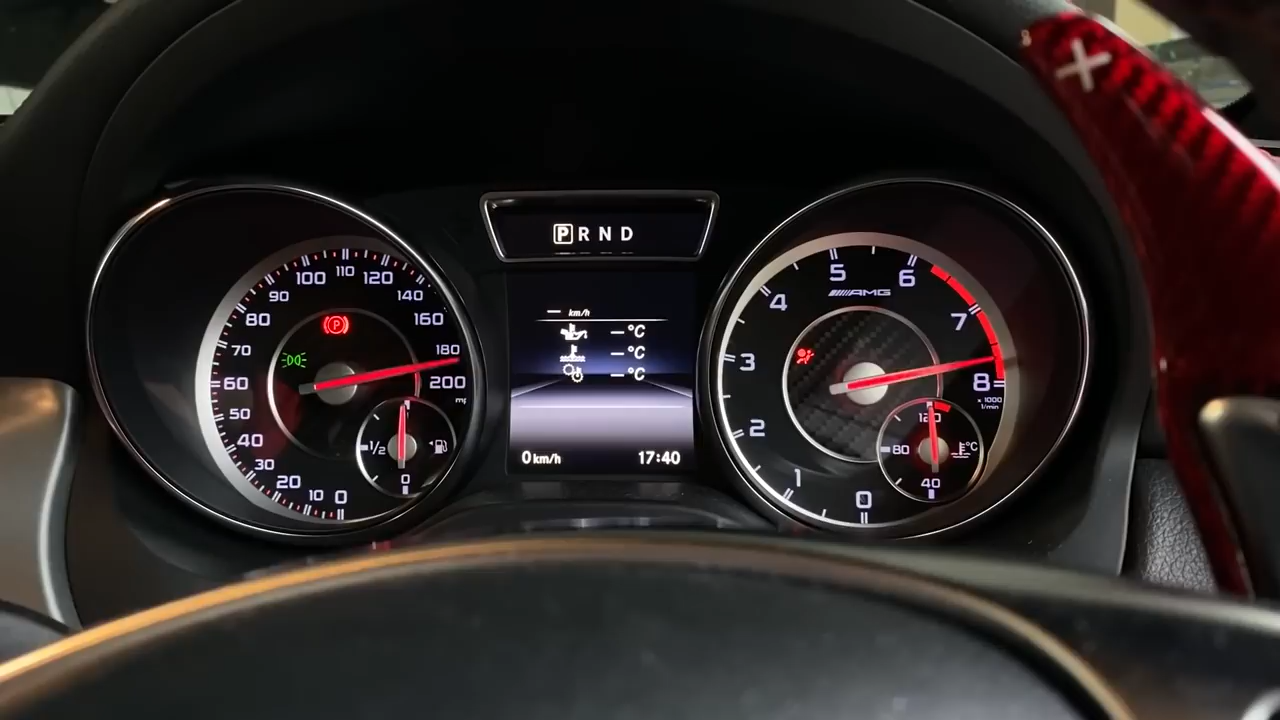 P R N D
0
10
20
30
40
50
60
70
80
90
100
110
120
140
160
180
200
P
1/2
0
— km/h
—°C
—°C
—°C
0 km/h 17:40
0
1
2
3
4
5
6
7
8
x 1000
1/min
AMG
120
80
40
°C
+